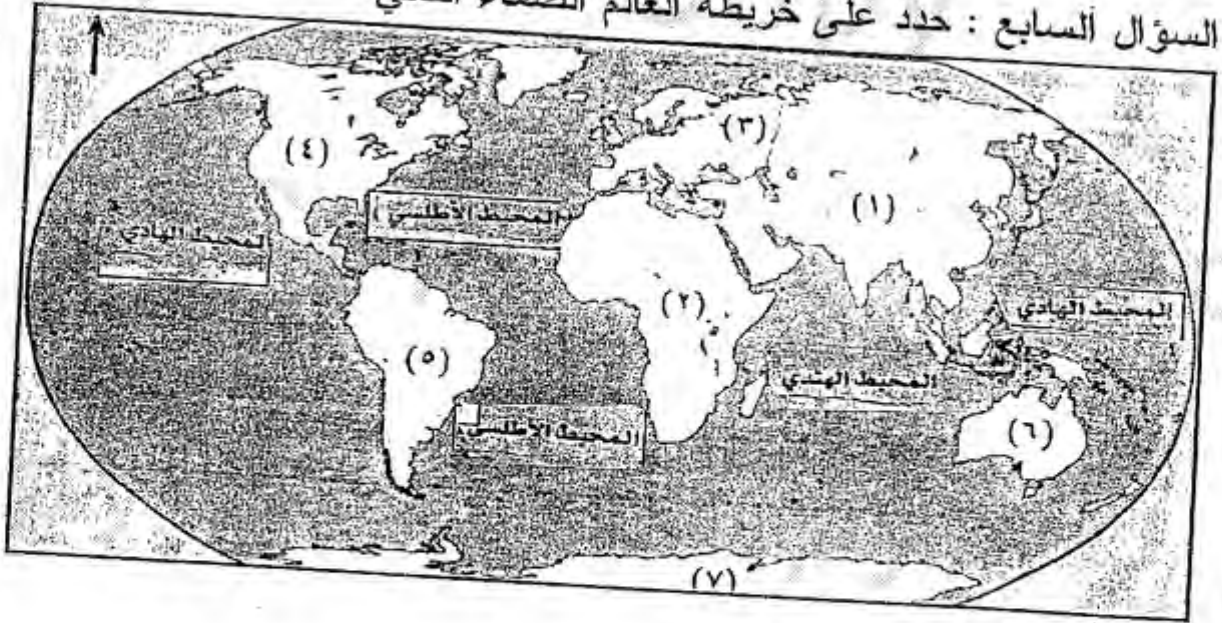 السؤال السابع : حدد على خريطة العالم الصماء
(٣)
(٤)
(١)
المحيط الأطلسي
المحيط الهادي
(٢)
المحيط الهادي
(٥)
المحيط الهندي
المحيط الأطلسي
(٦)
(٧)